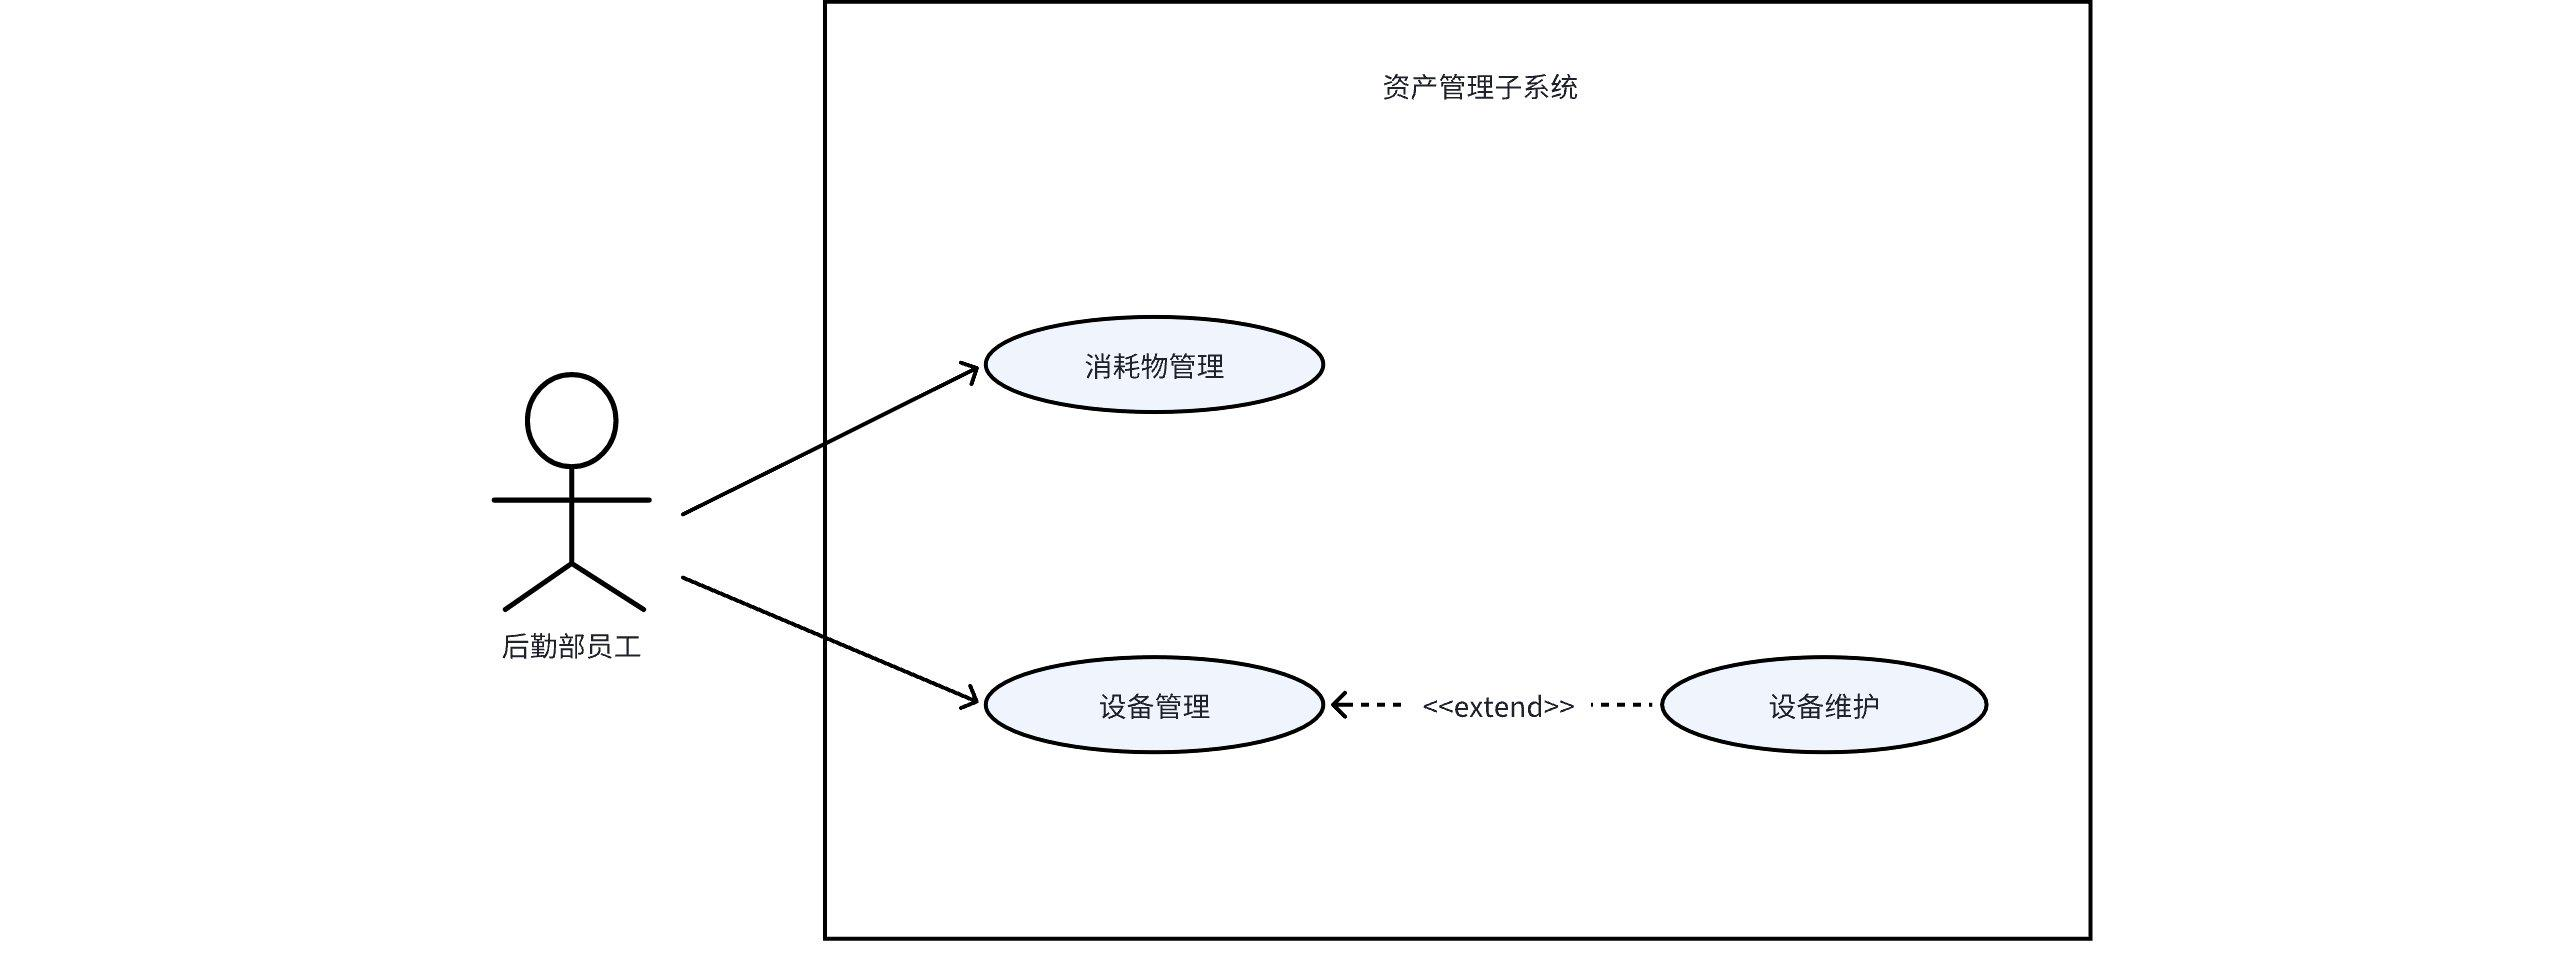 资产管理子系统
消耗物管理
后勤部员工
设备管理
<<extend>>
设备维护